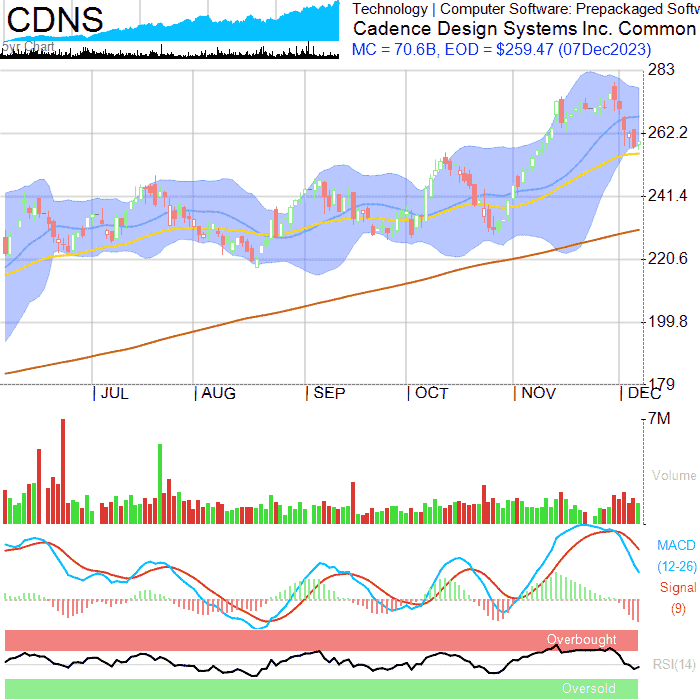 CDNS
Technology | Computer Software: Prepackaged Softw
Cadence Design Systems Inc. Common
5yr Chart
MC = 70.6B, EOD = $259.47 (07Dec2023)
283
262.2
241.4
220.6
199.8
179
JUL
AUG
SEP
OCT
NOV
DEC
7M
Volume
MACD
(12-26)
Signal
(9)
Overbought
RSI(14)
Oversold